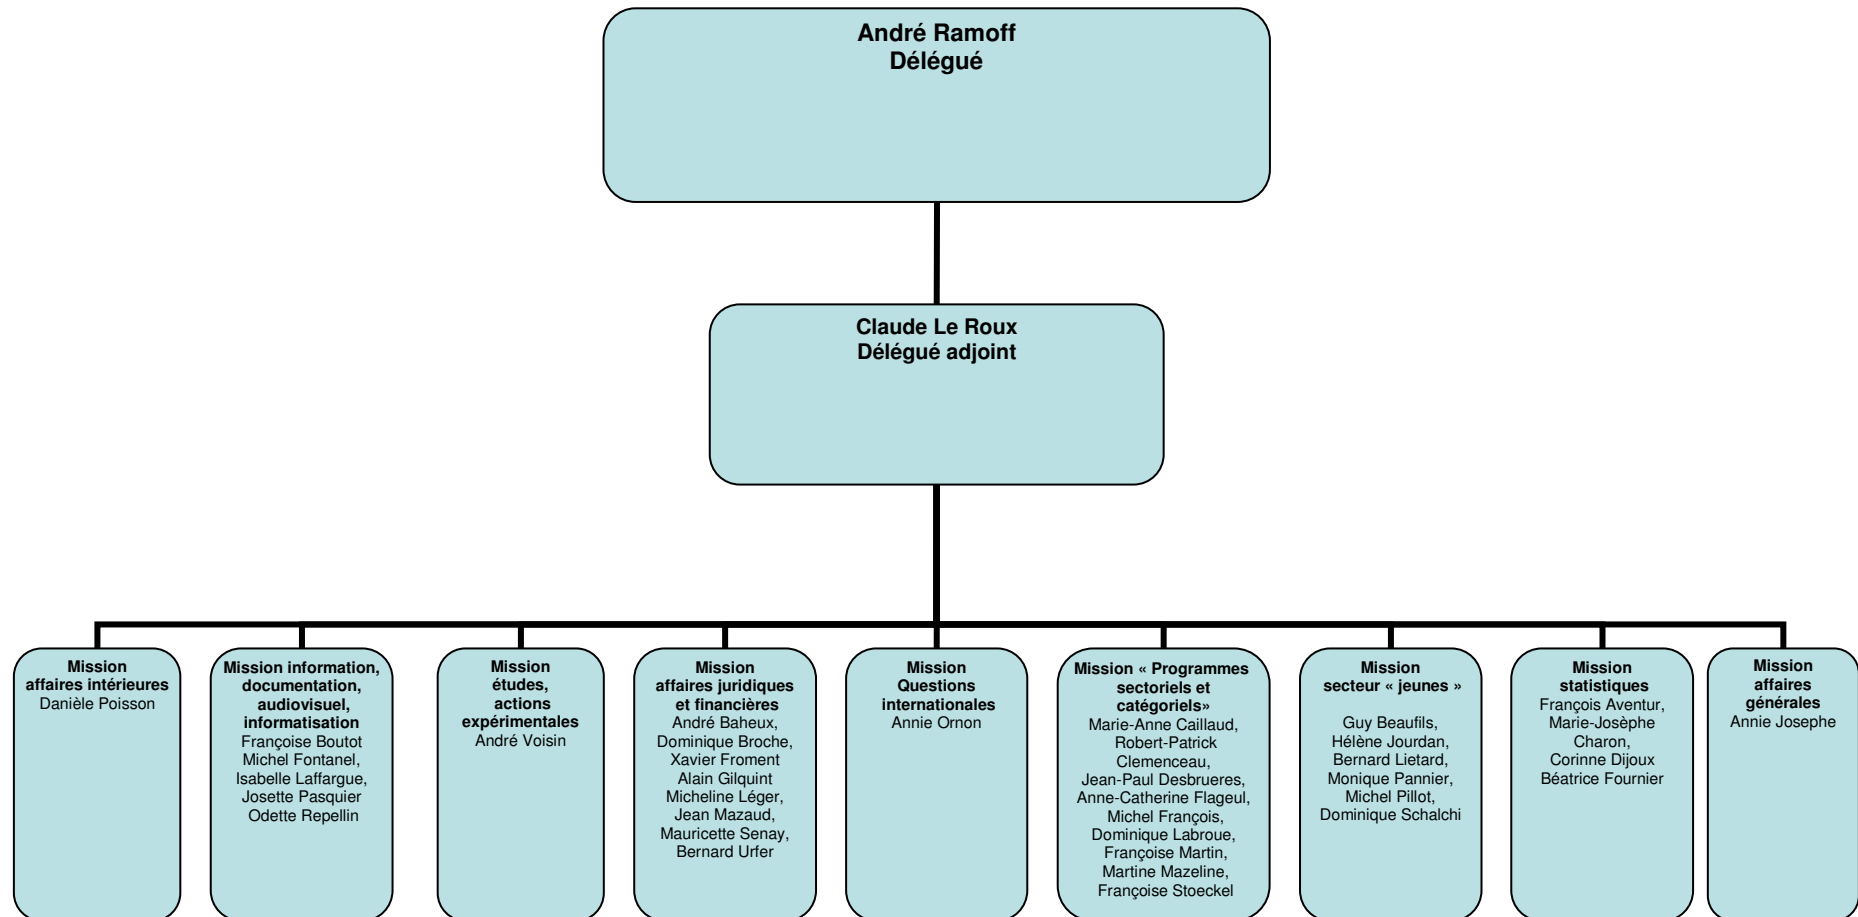 André Ramoff
Délégué
Claude Le Roux
Délégué adjoint
Mission
affaires intérieures
Danièle Poisson
Mission information,
documentation,
audiovisuel,
informatisation
Françoise Boutot
Michel Fontanel,
Isabelle Laffargue,
Josette Pasquier
Odette Repellin
Mission
études,
actions
expérimentales
André Voisin
Mission
affaires juridiques
et financières
André Baheux,
Dominique Broche,
Xavier Froment
Alain Gilquint
Micheline Léger,
Jean Mazaud,
Mauricette Senay,
Bernard Urfer
Mission
Questions
internationales
Annie Ornon
Mission « Programmes
sectoriels et
catégoriels»
Marie-Anne Caillaud,
Robert-Patrick
Clemenceau,
Jean-Paul Desbrueres,
Anne-Catherine Flageul,
Michel François,
Dominique Labroue,
Françoise Martin,
Martine Mazeline,
Françoise Stoeckel
Mission
secteur « jeunes »
Guy Beaufils,
Hélène Jourdan,
Bernard Lietard,
Monique Pannier,
Michel Pillot,
Dominique Schalchi
Mission
statistiques
François Aventur,
Marie-Josèphe
Charon,
Corinne Dijoux
Béatrice Fournier
Mission
affaires
générales
Annie Josephe